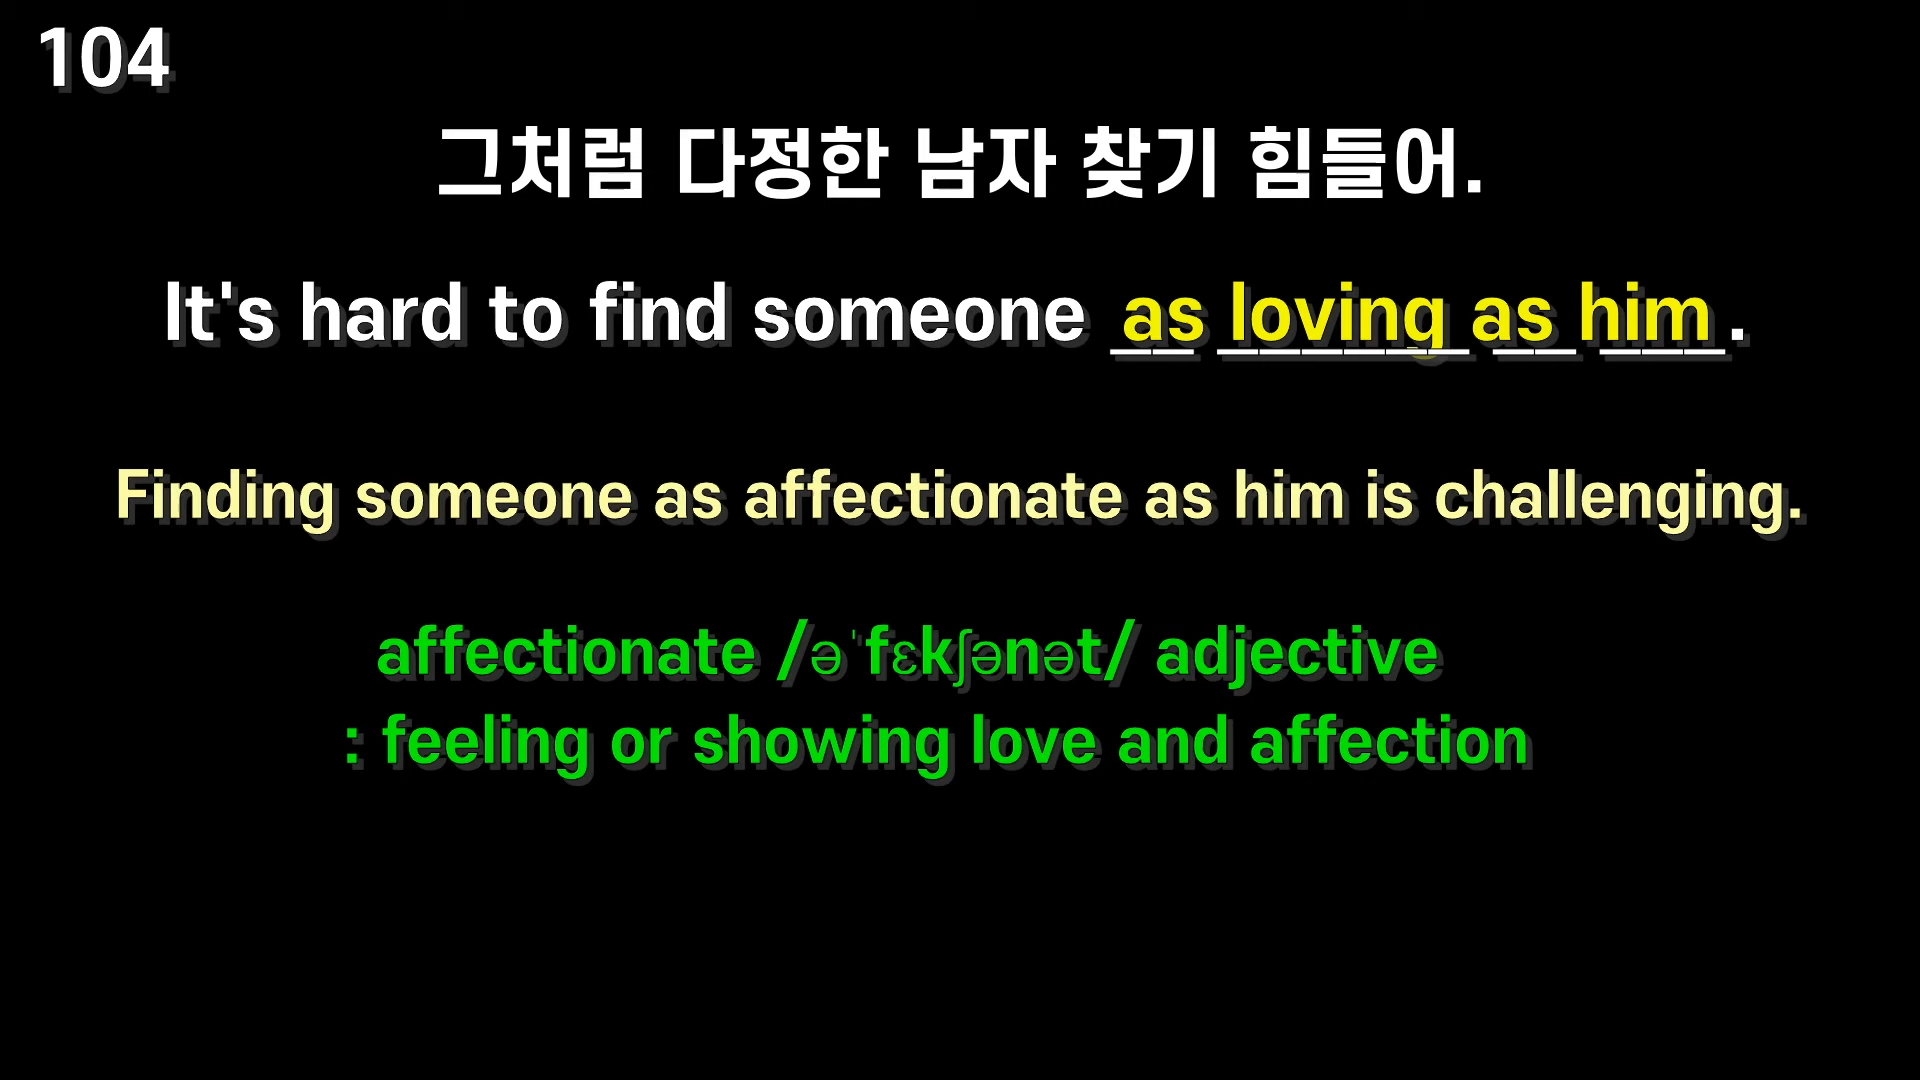 104
그처럼 다정한 남자 찾기 힘들어.
It's hard to find someone as loving as him.
Finding someone as affectionate as him is challenging.
affectionate /əˈfɛkʃənət/ adjective
: feeling or showing love and affection